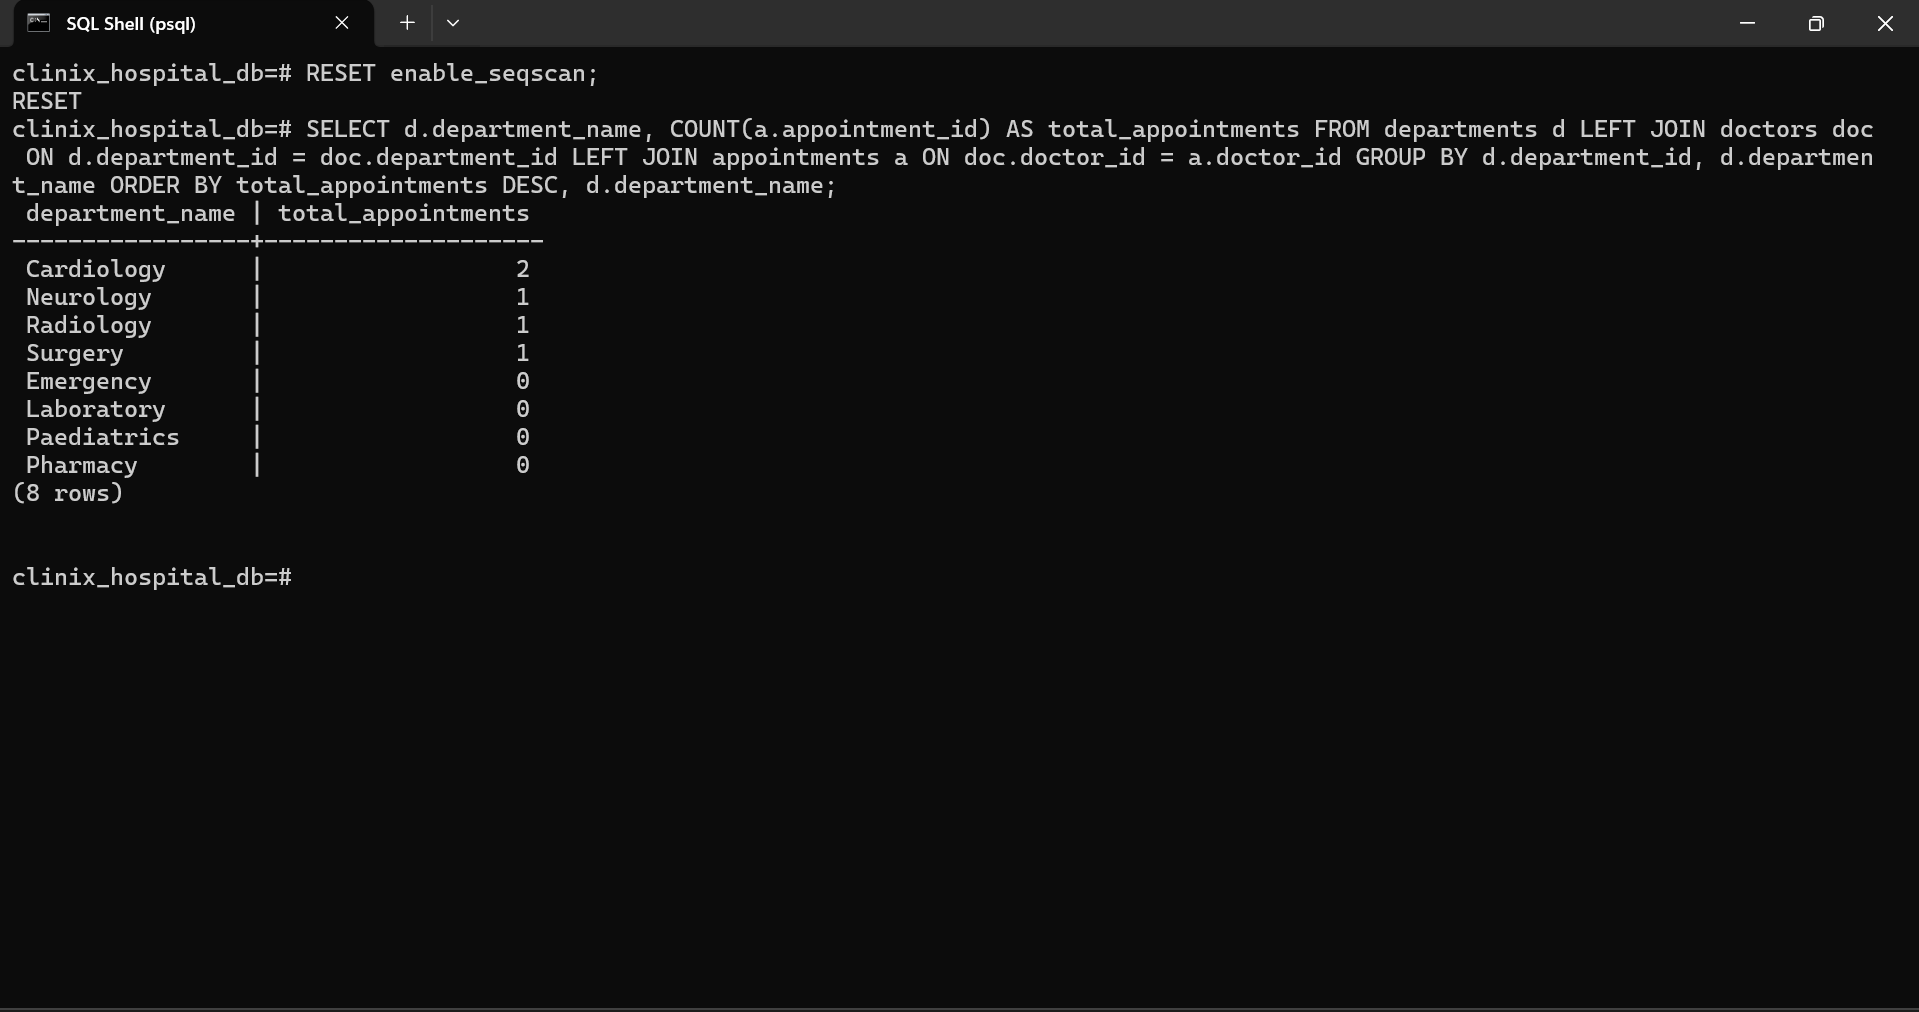 SQL Shell (psql)
clinix_hospital_db=# RESET enable_seqscan;
RESET
clinix_hospital_db=# SELECT d.department_name, COUNT(a.appointment_id) AS total_appointments FROM departments d LEFT JOIN doctors doc
 ON d.department_id = doc.department_id LEFT JOIN appointments a ON doc.doctor_id = a.doctor_id GROUP BY d.department_id, d.departmen
t_name ORDER BY total_appointments DESC, d.department_name;
 department_name | total_appointments
-----------------+--------------------
 Cardiology      |                  2
 Neurology       |                  1
 Radiology       |                  1
 Surgery         |                  1
 Emergency       |                  0
 Laboratory      |                  0
 Paediatrics     |                  0
 Pharmacy        |                  0
(8 rows)
clinix_hospital_db=#